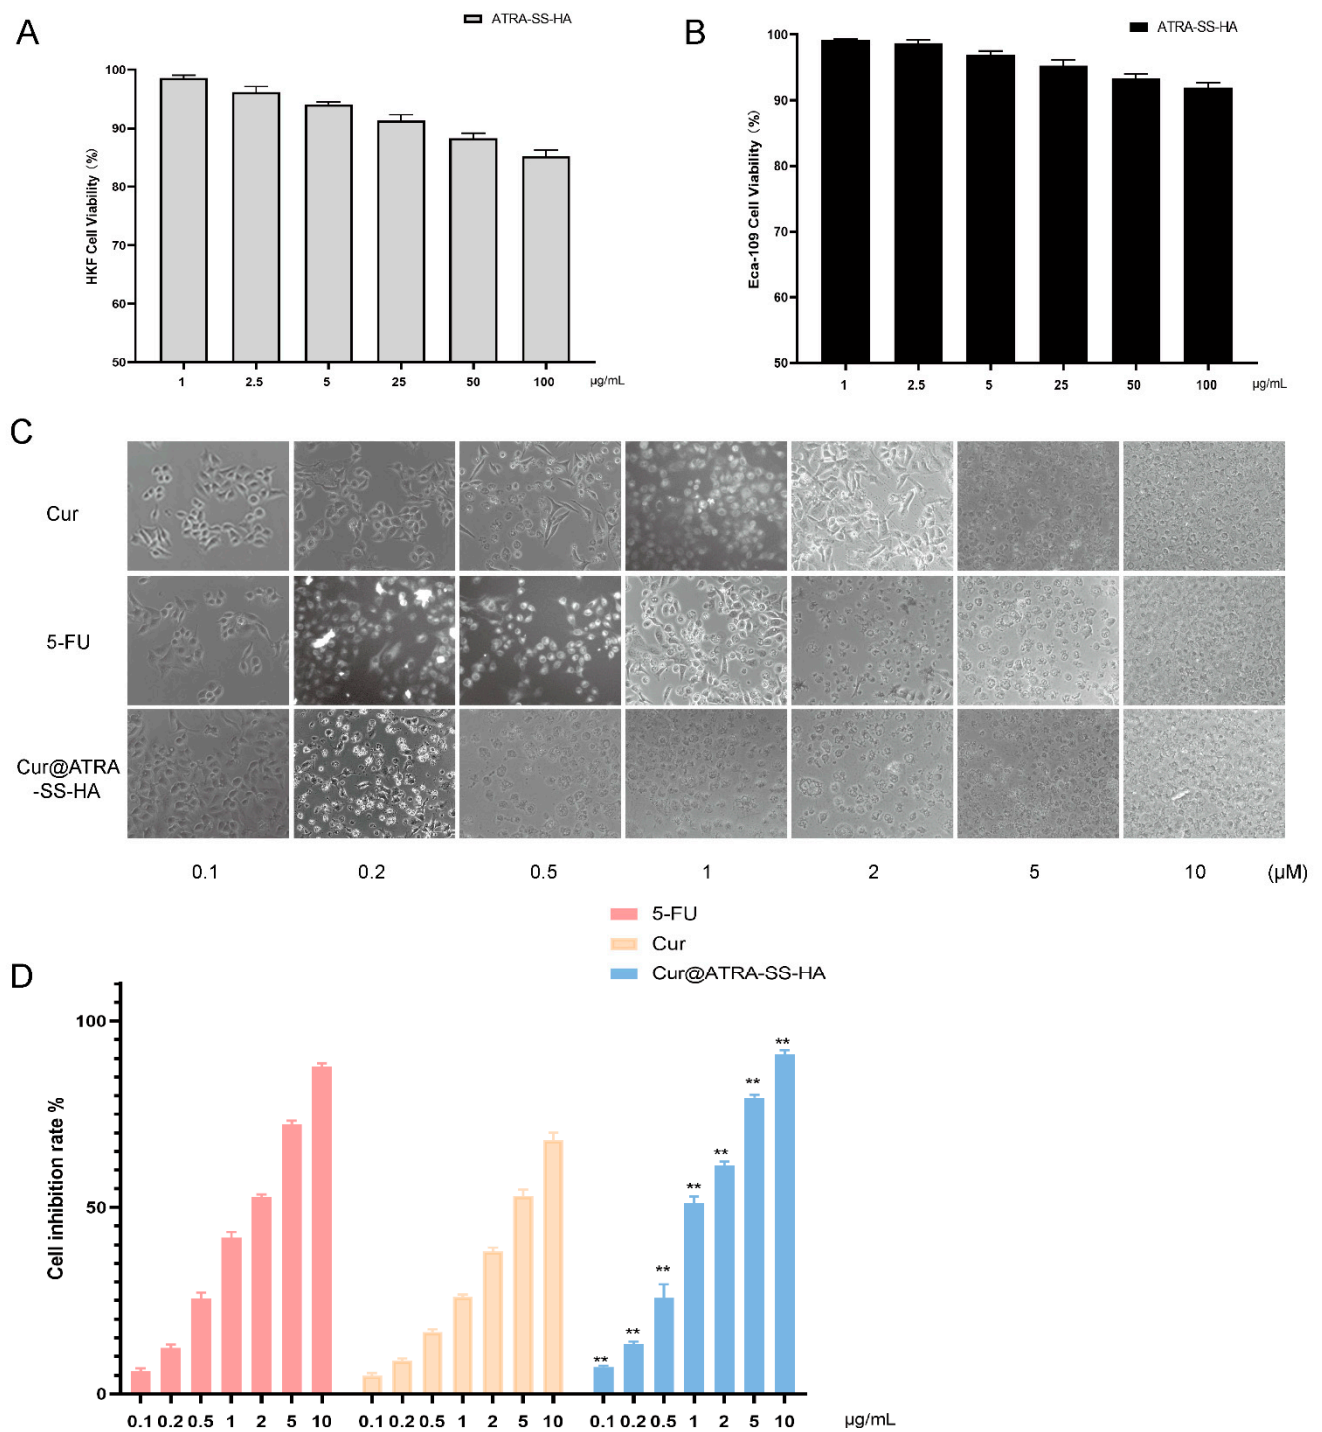 A
ATRA-SS-HA
HKF Cell Viability (%)
100
90
80
70
60
50
1 2.5 5 25 50 100 µg/mL
B
ATRA-SS-HA
Eca-109 Cell Viability (%)
100
90
80
70
60
50
1 2.5 5 25 50 100 µg/mL
C
Cur
5-FU
Cur@ATRA
-SS-HA
0.1 0.2 0.5 1 2 5 10 (µM)
5-FU
Cur
Cur@ATRA-SS-HA
D
Cell inhibition rate %
100
50
0
** ** ** ** ** ** **
0.1 0.2 0.5 1 2 5 10 0.1 0.2 0.5 1 2 5 10 0.1 0.2 0.5 1 2 5 10 µg/mL